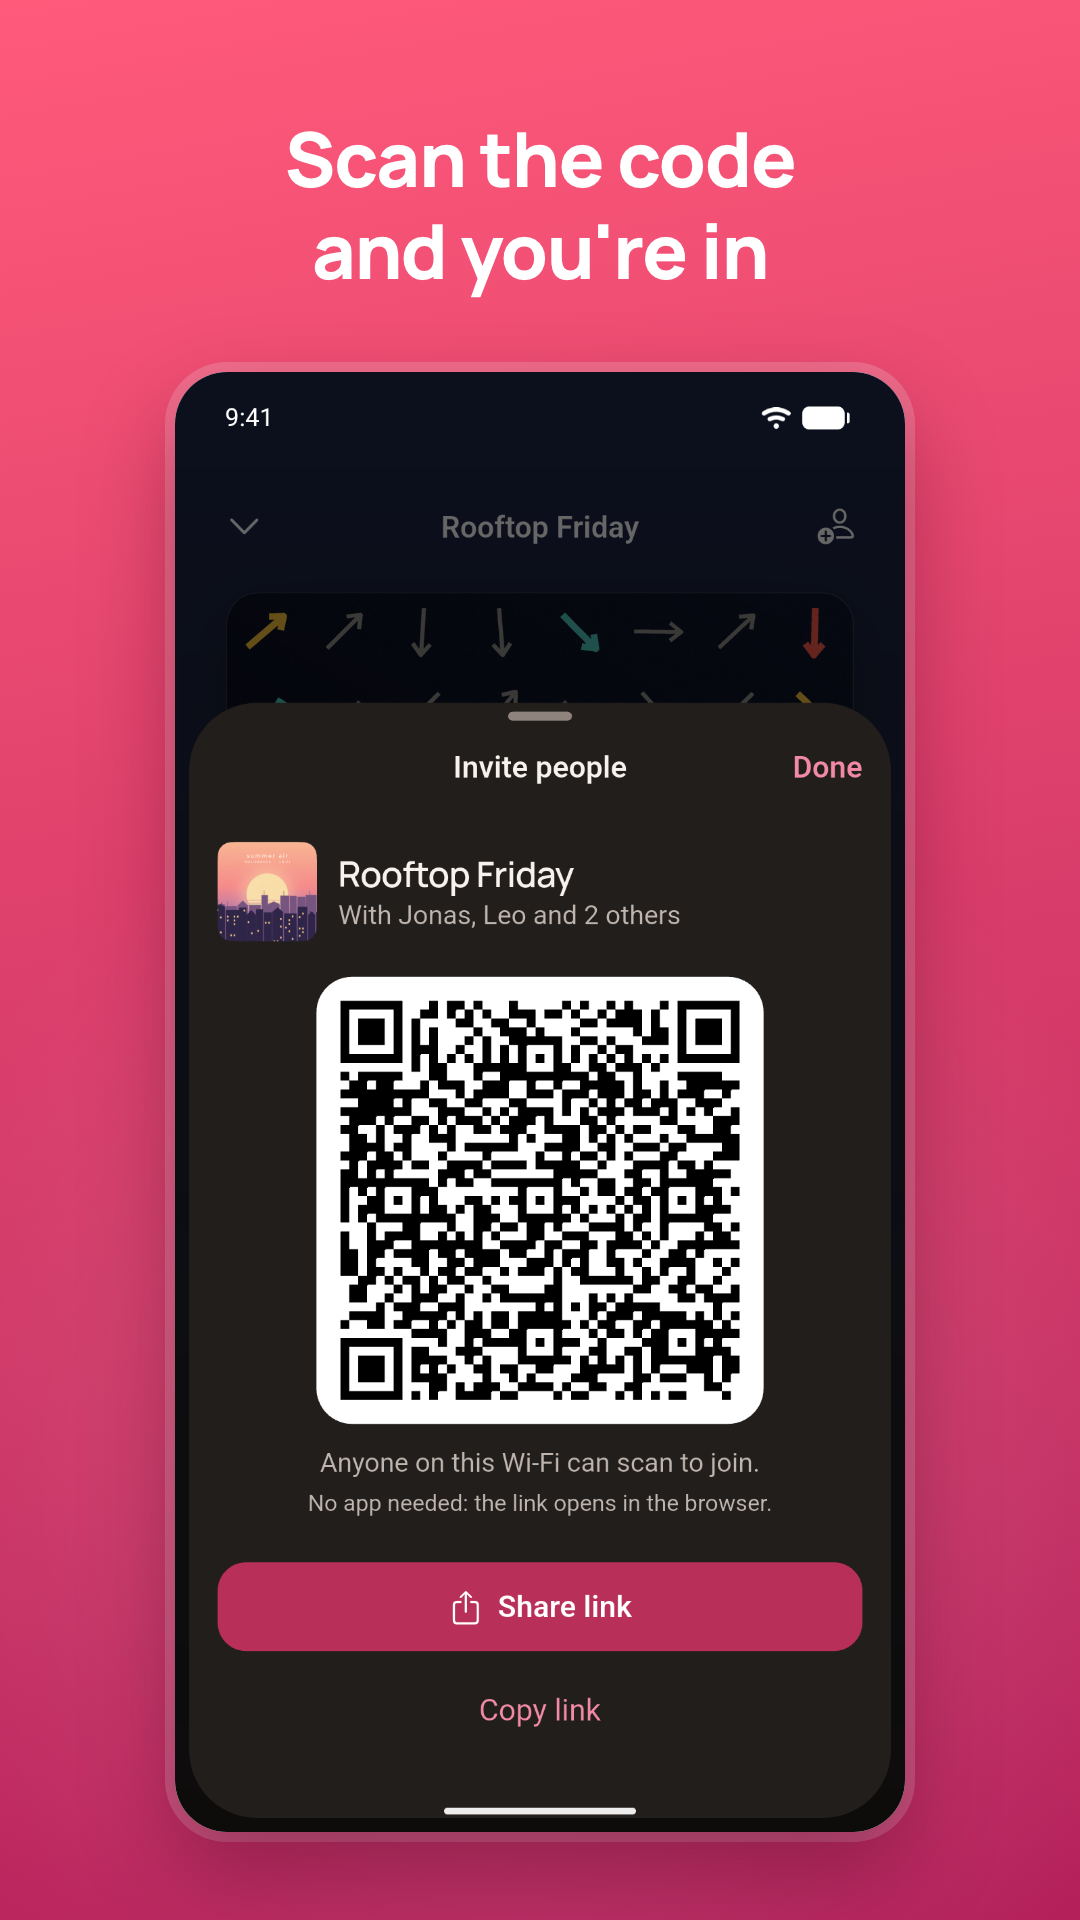 Scan the code
and you're in
9:41
Rooftop Friday
Invite people
Done
summer air
Rooftop Friday
With Jonas, Leo and 2 others
Anyone on this Wi-Fi can scan to join.
No app needed: the link opens in the browser.
Share link
Copy link